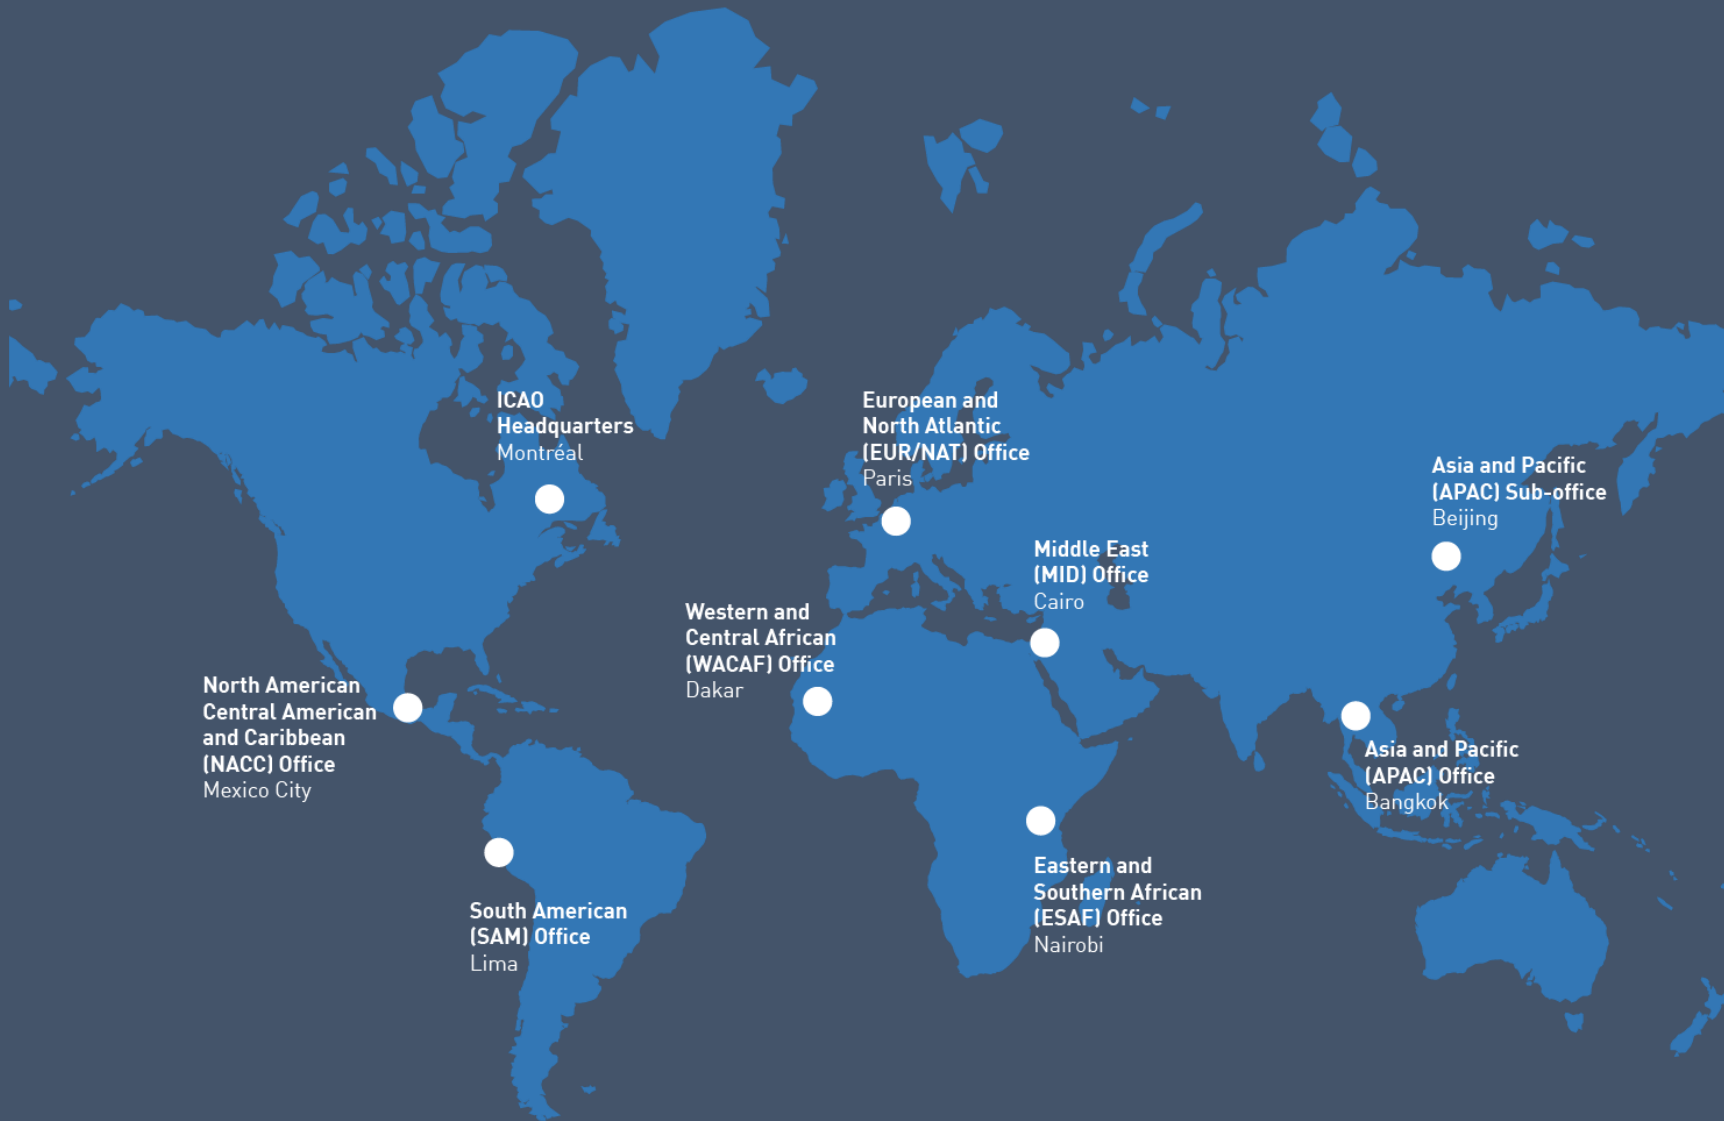 ICAO
Headquarters
Montréal
European and
North Atlantic
(EUR/NAT) Office
Paris
Asia and Pacific
(APAC) Sub-office
Beijing
Middle East
(MID) Office
Cairo
Western and
Central African
(WACAF) Office
Dakar
North American
Central American
and Caribbean
(NACC) Office
Mexico City
Asia and Pacific
(APAC) Office
Bangkok
Eastern and
Southern African
(ESAF) Office
Nairobi
South American
(SAM) Office
Lima